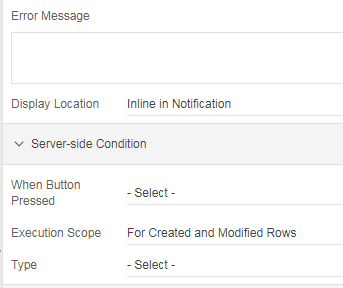 Error Message
Display Location Inline in Notification
Server-side Condition
When Button
Pressed - Select -
Execution Scope For Created and Modified Rows
Type - Select -